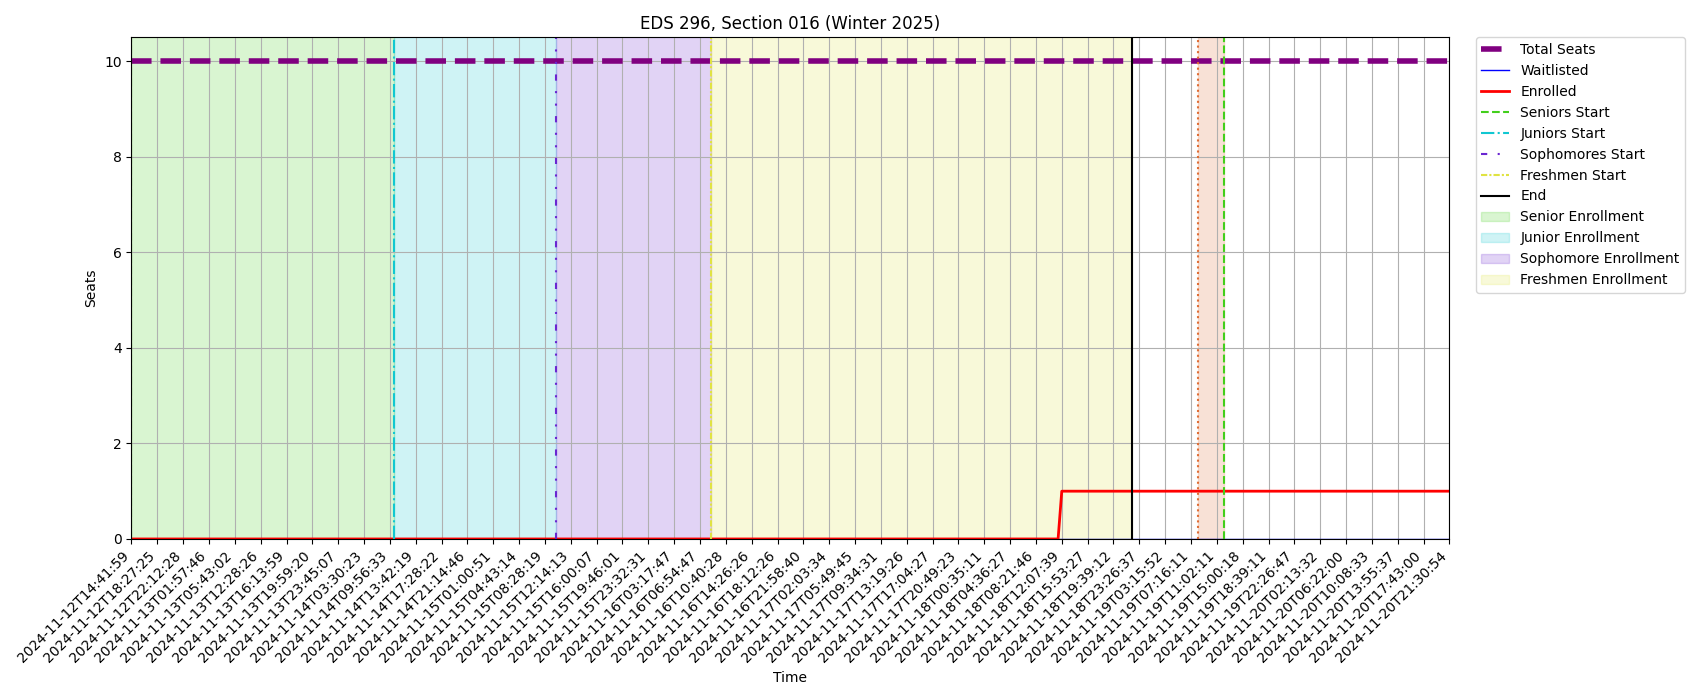 EDS 296, Section 016 (Winter 2025)
Total Seats
Waitlisted
Enrolled
Seniors Start
Juniors Start
Sophomores Start
Freshmen Start
End
Senior Enrollment
Junior Enrollment
Sophomore Enrollment
Freshmen Enrollment
Seats
10
8
6
4
2
0
2024-11-12T14:41:59
2024-11-12T18:27:25
2024-11-12T22:12:28
2024-11-13T01:57:46
2024-11-13T05:43:02
2024-11-13T12:28:26
2024-11-13T16:13:59
2024-11-13T19:59:20
2024-11-13T23:45:07
2024-11-14T03:30:23
2024-11-14T09:56:33
2024-11-14T13:42:19
2024-11-14T17:28:22
2024-11-14T21:14:46
2024-11-15T01:00:51
2024-11-15T04:43:14
2024-11-15T08:28:19
2024-11-15T12:14:13
2024-11-15T16:00:07
2024-11-15T19:46:01
2024-11-15T23:32:31
2024-11-16T03:17:47
2024-11-16T06:54:47
2024-11-16T10:40:28
2024-11-16T14:26:26
2024-11-16T18:12:26
2024-11-16T21:58:40
2024-11-17T02:03:34
2024-11-17T05:49:45
2024-11-17T09:34:31
2024-11-17T13:19:26
2024-11-17T17:04:27
2024-11-17T20:49:23
2024-11-18T00:35:11
2024-11-18T04:36:27
2024-11-18T08:21:46
2024-11-18T12:07:39
2024-11-18T15:53:27
2024-11-18T19:39:12
2024-11-18T23:26:37
2024-11-19T03:15:52
2024-11-19T07:16:11
2024-11-19T11:02:11
2024-11-19T15:00:18
2024-11-19T18:39:11
2024-11-19T22:26:47
2024-11-20T02:13:32
2024-11-20T06:22:00
2024-11-20T10:08:33
2024-11-20T13:55:37
2024-11-20T17:43:00
2024-11-20T21:30:54
Time